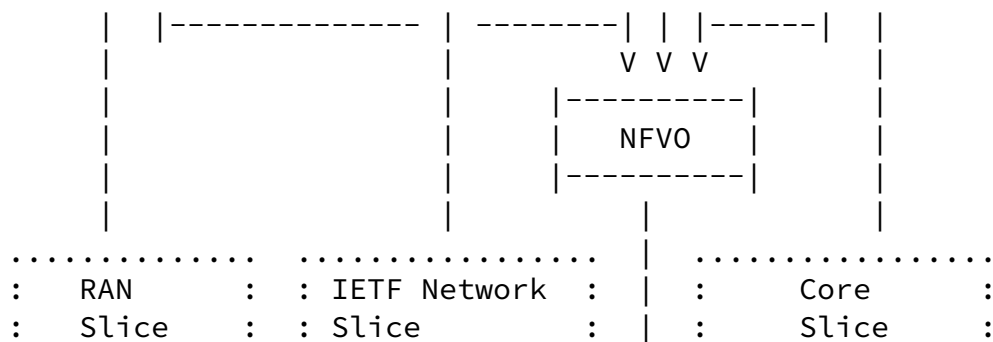 |  |-------------- | --------| | |------|  |
|                  |         V V V         |
|                  |     |----------|      |
|                  |     |   NFVO   |      |
|                  |     |----------|      |
|                  |          |            |
..............  .................  |  .................
:   RAN      :  : IETF Network  :  |  :     Core      :
:   Slice    :  : Slice         :  |  :     Slice     :